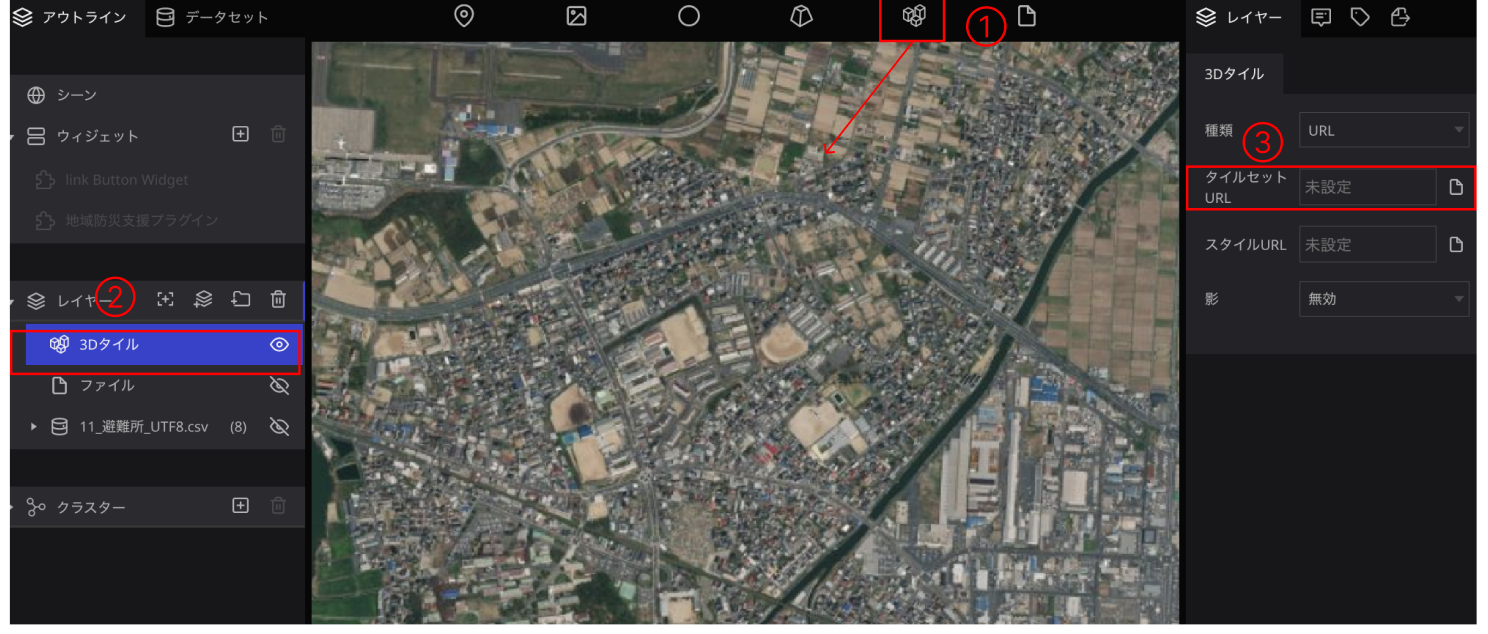 アウトライン
データセット
①
レイヤー
シーン
ウィジェット
link Button Widget
地域防災支援プラグイン
レイヤー
②
3Dタイル
ファイル
11_避難所_UTF8.csv (8)
クラスター
3Dタイル
種類
URL
③
タイルセット
URL
未設定
スタイルURL
未設定
影
無効